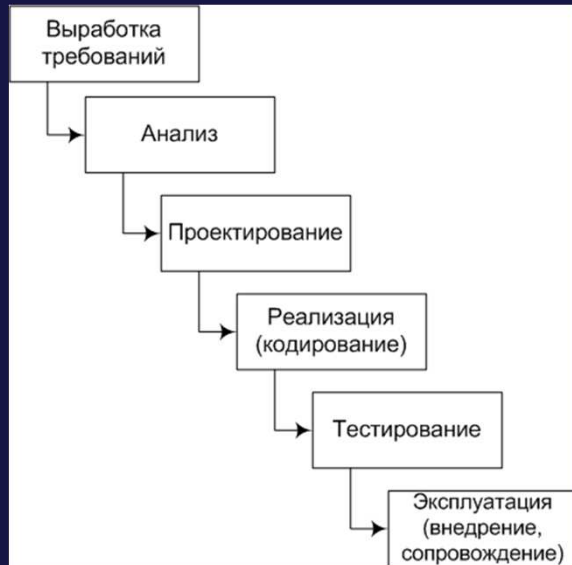 Выработка
требований
Анализ
Проектирование
Реализация
(кодирование)
Тестирование
Эксплуатация
(внедрение,
сопровождение)